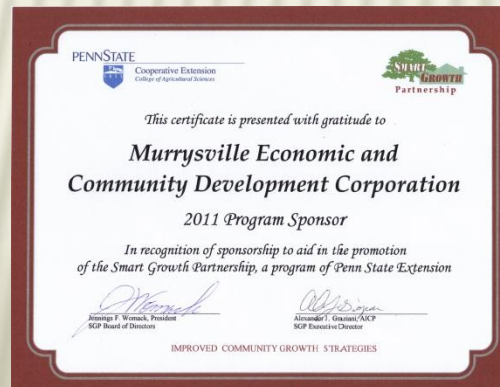 PENNSTATE
Cooperative Extension
College of Agricultural Sciences
SMART
GROWTH
Partnership
This certificate is presented with gratitude to
Murrysville Economic and
Community Development Corporation
2011 Program Sponsor
In recognition of sponsorship to aid in the promotion
of the Smart Growth Partnership, a program of Penn State Extension
Jennings F. Womack, President
SGP Board of Directors
Alexander J. Graziani, AICP
SGP Executive Director
IMPROVED COMMUNITY GROWTH STRATEGIES